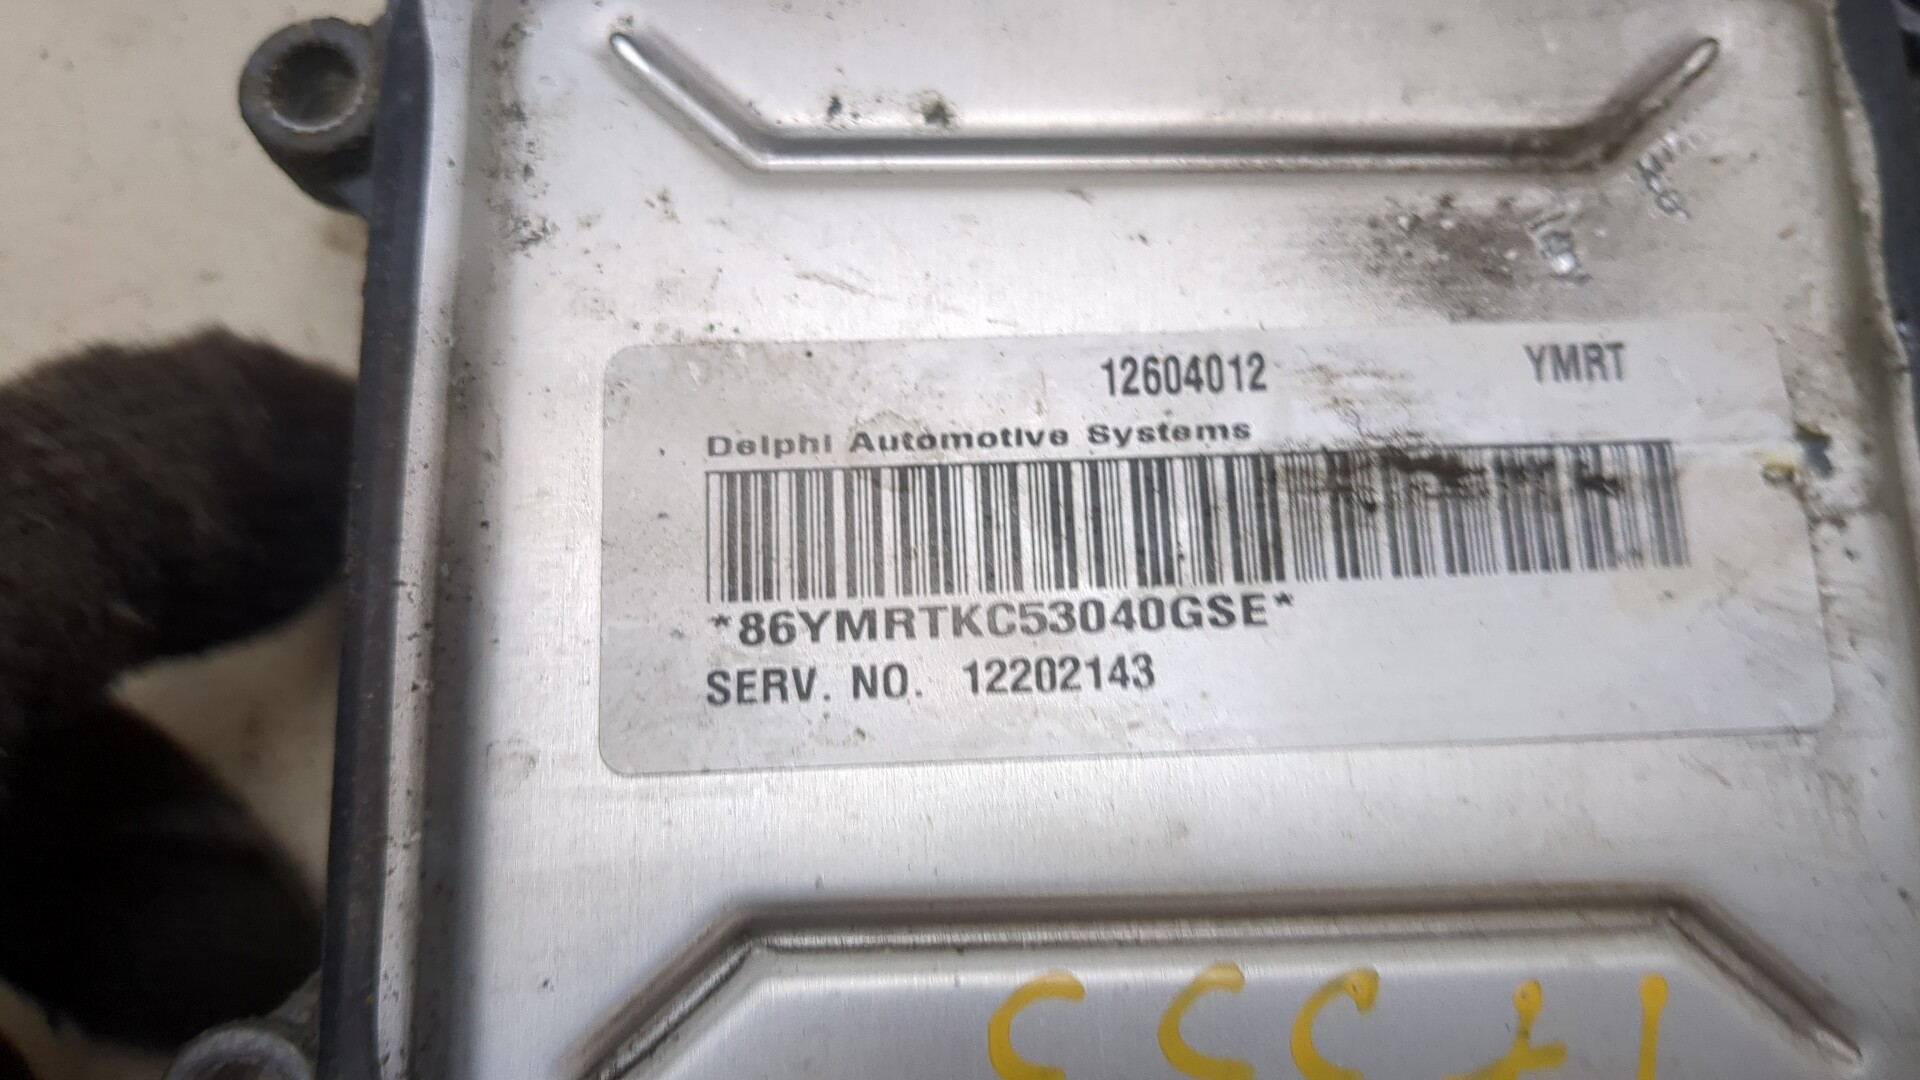 12604012 YMRT
Delphi Automotive Systems
*86YMRTKC53040GSE*
SERV. NO. 12202143